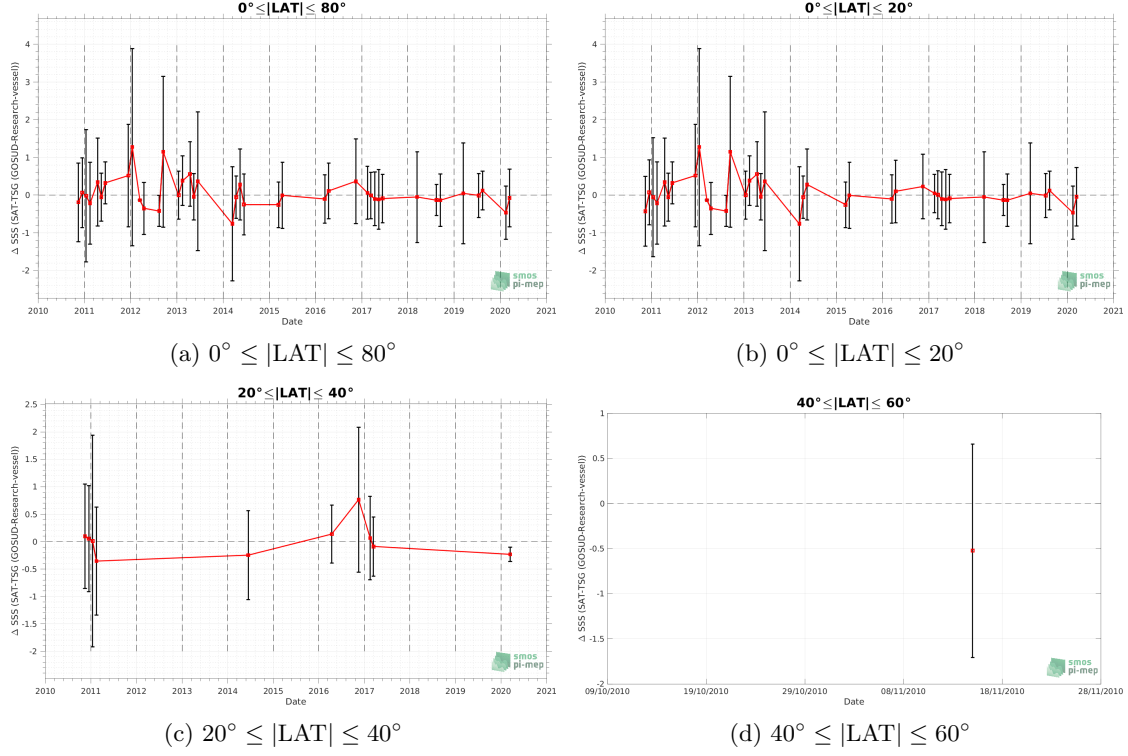 0°≤|LAT|≤ 80°
Δ SSS (SAT-TSG (GOSUD-Research-vessel))
4
3
2
1
0
-1
-2
2010 2011 2012 2013 2014 2015 2016 2017 2018 2019 2020 2021
Date
smos
pi-mep
(a) 0° ≤ |LAT| ≤ 80°
0°≤|LAT|≤ 20°
Δ SSS (SAT-TSG (GOSUD-Research-vessel))
4
3
2
1
0
-1
-2
2010 2011 2012 2013 2014 2015 2016 2017 2018 2019 2020 2021
Date
smos
pi-mep
(b) 0° ≤ |LAT| ≤ 20°
20°≤|LAT|≤ 40°
Δ SSS (SAT-TSG (GOSUD-Research-vessel))
2.5
2
1.5
1
0.5
0
-0.5
-1
-1.5
-2
2010 2011 2012 2013 2014 2015 2016 2017 2018 2019 2020 2021
Date
smos
pi-mep
(c) 20° ≤ |LAT| ≤ 40°
40°≤|LAT|≤ 60°
Δ SSS (SAT-TSG (GOSUD-Research-vessel))
1
0.5
0
-0.5
-1
-1.5
-2
09/10/2010 19/10/2010 29/10/2010 08/11/2010 18/11/2010 28/11/2010
Date
smos
pi-mep
(d) 40° ≤ |LAT| ≤ 60°